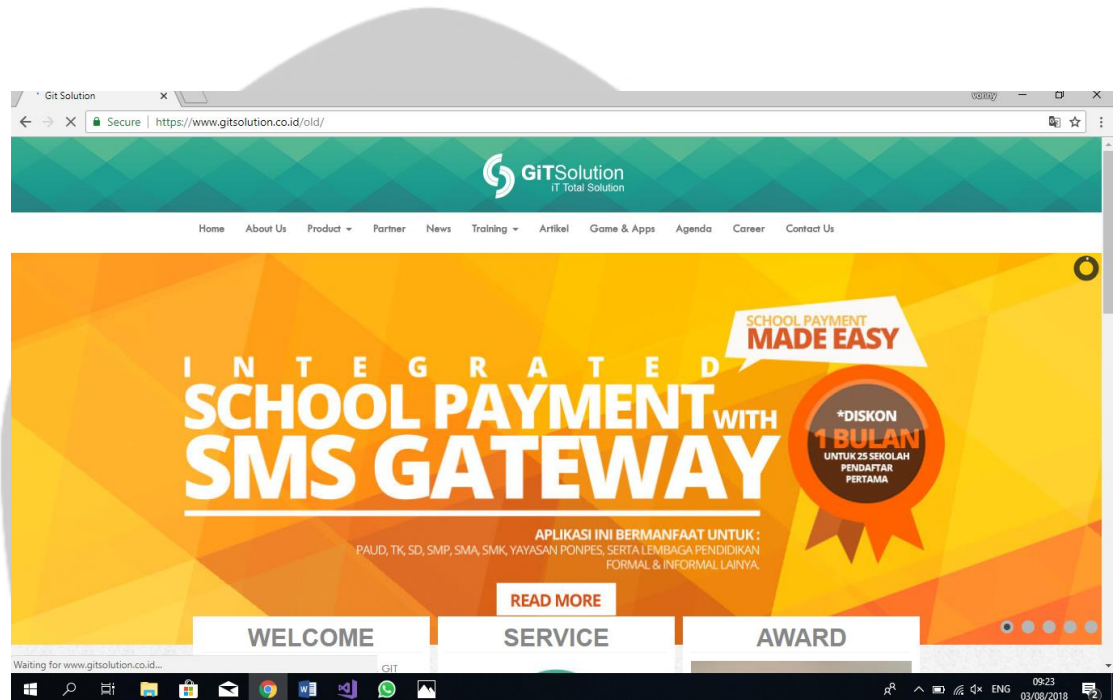 Git Solution
vonny
Secure | https://www.gitsolution.co.id/old/
GiTSolution
iT Total Solution
Home About Us Product Partner News Training Artikel Game & Apps Agenda Career Contact Us
SCHOOL PAYMENT
MADE EASY
INTEGRATED
SCHOOL PAYMENT WITH
SMS GATEWAY
*DISKON
1 BULAN
UNTUK 25 SEKOLAH
PENDAFTAR
PERTAMA
APLIKASI INI BERMANFAAT UNTUK :
PAUD, TK, SD, SMP, SMA, SMK, YAYASAN PONPES, SERTA LEMBAGA PENDIDIKAN
FORMAL & INFORMAL LAINYA.
READ MORE
WELCOME SERVICE AWARD
GIT
Waiting for www.gitsolution.co.id...
ENG
09:23
03/08/2018
2